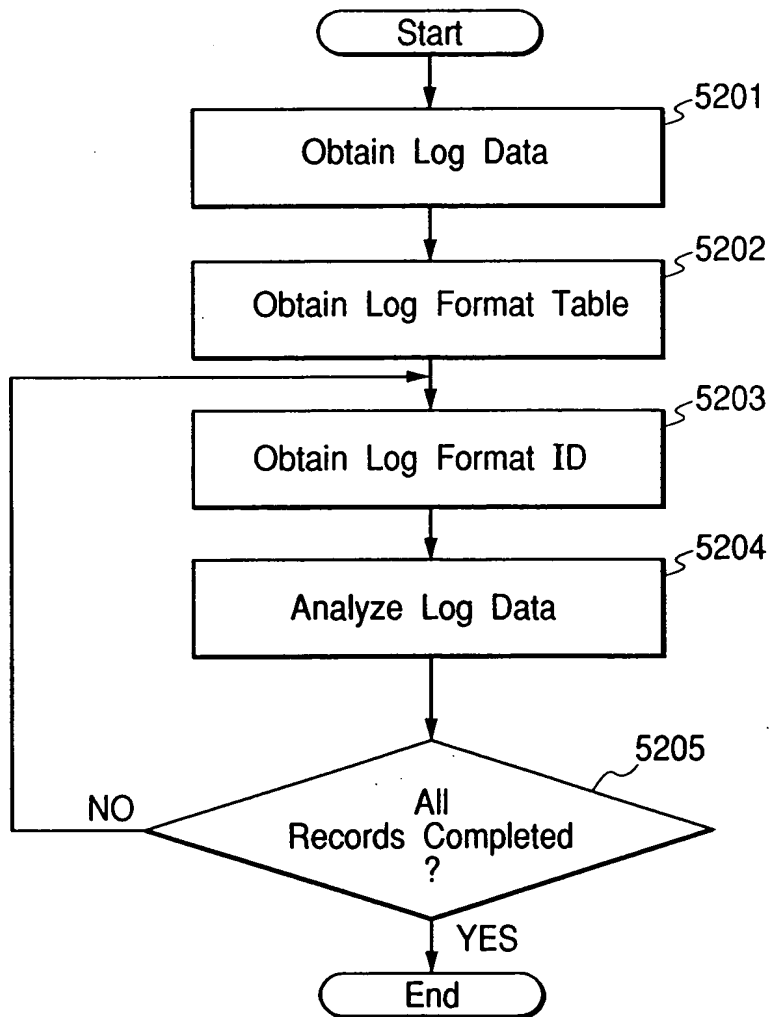 Start
5201
Obtain Log Data
5202
Obtain Log Format Table
5203
Obtain Log Format ID
5204
Analyze Log Data
5205
NO
All
Records Completed
?
YES
End